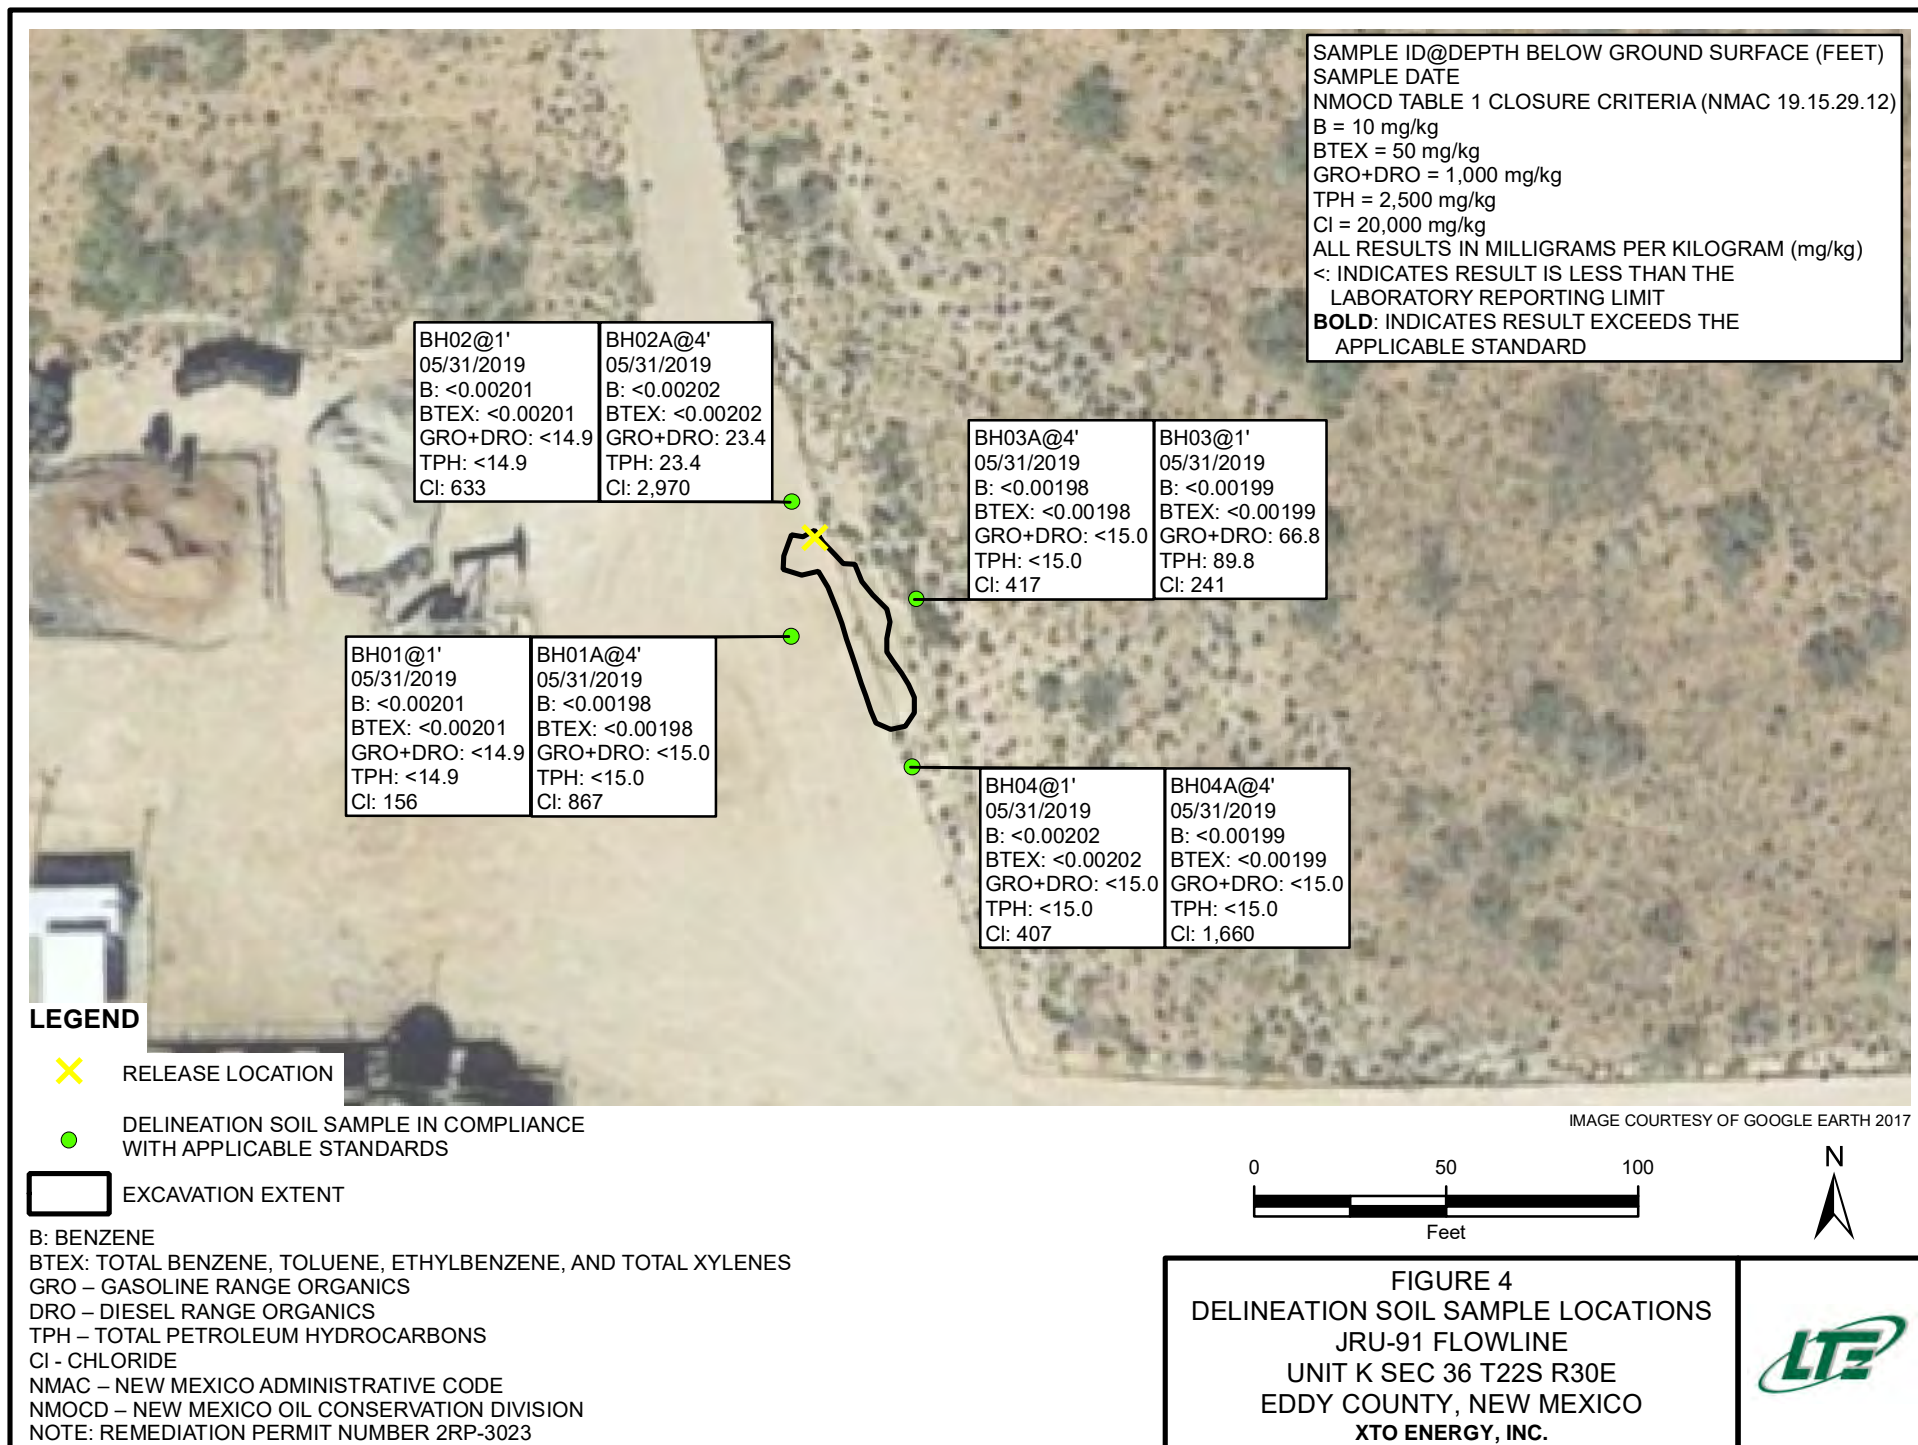 SAMPLE ID@DEPTH BELOW GROUND SURFACE (FEET)
SAMPLE DATE
NMOCD TABLE 1 CLOSURE CRITERIA (NMAC 19.15.29.12)
B = 10 mg/kg
BTEX = 50 mg/kg
GRO+DRO = 1,000 mg/kg
TPH = 2,500 mg/kg
Cl = 20,000 mg/kg
ALL RESULTS IN MILLIGRAMS PER KILOGRAM (mg/kg)
<: INDICATES RESULT IS LESS THAN THE
LABORATORY REPORTING LIMIT
BOLD: INDICATES RESULT EXCEEDS THE
APPLICABLE STANDARD
BH02@1'
05/31/2019
B: <0.00201
BTEX: <0.00201
GRO+DRO: <14.9
TPH: <14.9
Cl: 633
BH02A@4'
05/31/2019
B: <0.00202
BTEX: <0.00202
GRO+DRO: 23.4
TPH: 23.4
Cl: 2,970
BH03A@4'
05/31/2019
B: <0.00198
BTEX: <0.00198
GRO+DRO: <15.0
TPH: <15.0
Cl: 417
BH03@1'
05/31/2019
B: <0.00199
BTEX: <0.00199
GRO+DRO: 66.8
TPH: 89.8
Cl: 241
BH01@1'
05/31/2019
B: <0.00201
BTEX: <0.00201
GRO+DRO: <14.9
TPH: <14.9
Cl: 156
BH01A@4'
05/31/2019
B: <0.00198
BTEX: <0.00198
GRO+DRO: <15.0
TPH: <15.0
Cl: 867
BH04@1'
05/31/2019
B: <0.00202
BTEX: <0.00202
GRO+DRO: <15.0
TPH: <15.0
Cl: 407
BH04A@4'
05/31/2019
B: <0.00199
BTEX: <0.00199
GRO+DRO: <15.0
TPH: <15.0
Cl: 1,660
LEGEND
RELEASE LOCATION
DELINEATION SOIL SAMPLE IN COMPLIANCE
WITH APPLICABLE STANDARDS
EXCAVATION EXTENT
B: BENZENE
BTEX: TOTAL BENZENE, TOLUENE, ETHYLBENZENE, AND TOTAL XYLENES
GRO – GASOLINE RANGE ORGANICS
DRO – DIESEL RANGE ORGANICS
TPH – TOTAL PETROLEUM HYDROCARBONS
Cl - CHLORIDE
NMAC – NEW MEXICO ADMINISTRATIVE CODE
NMOCD – NEW MEXICO OIL CONSERVATION DIVISION
NOTE: REMEDIATION PERMIT NUMBER 2RP-3023
IMAGE COURTESY OF GOOGLE EARTH 2017
0 50 100
Feet
N
FIGURE 4
DELINEATION SOIL SAMPLE LOCATIONS
JRU-91 FLOWLINE
UNIT K SEC 36 T22S R30E
EDDY COUNTY, NEW MEXICO
XTO ENERGY, INC.
LTE